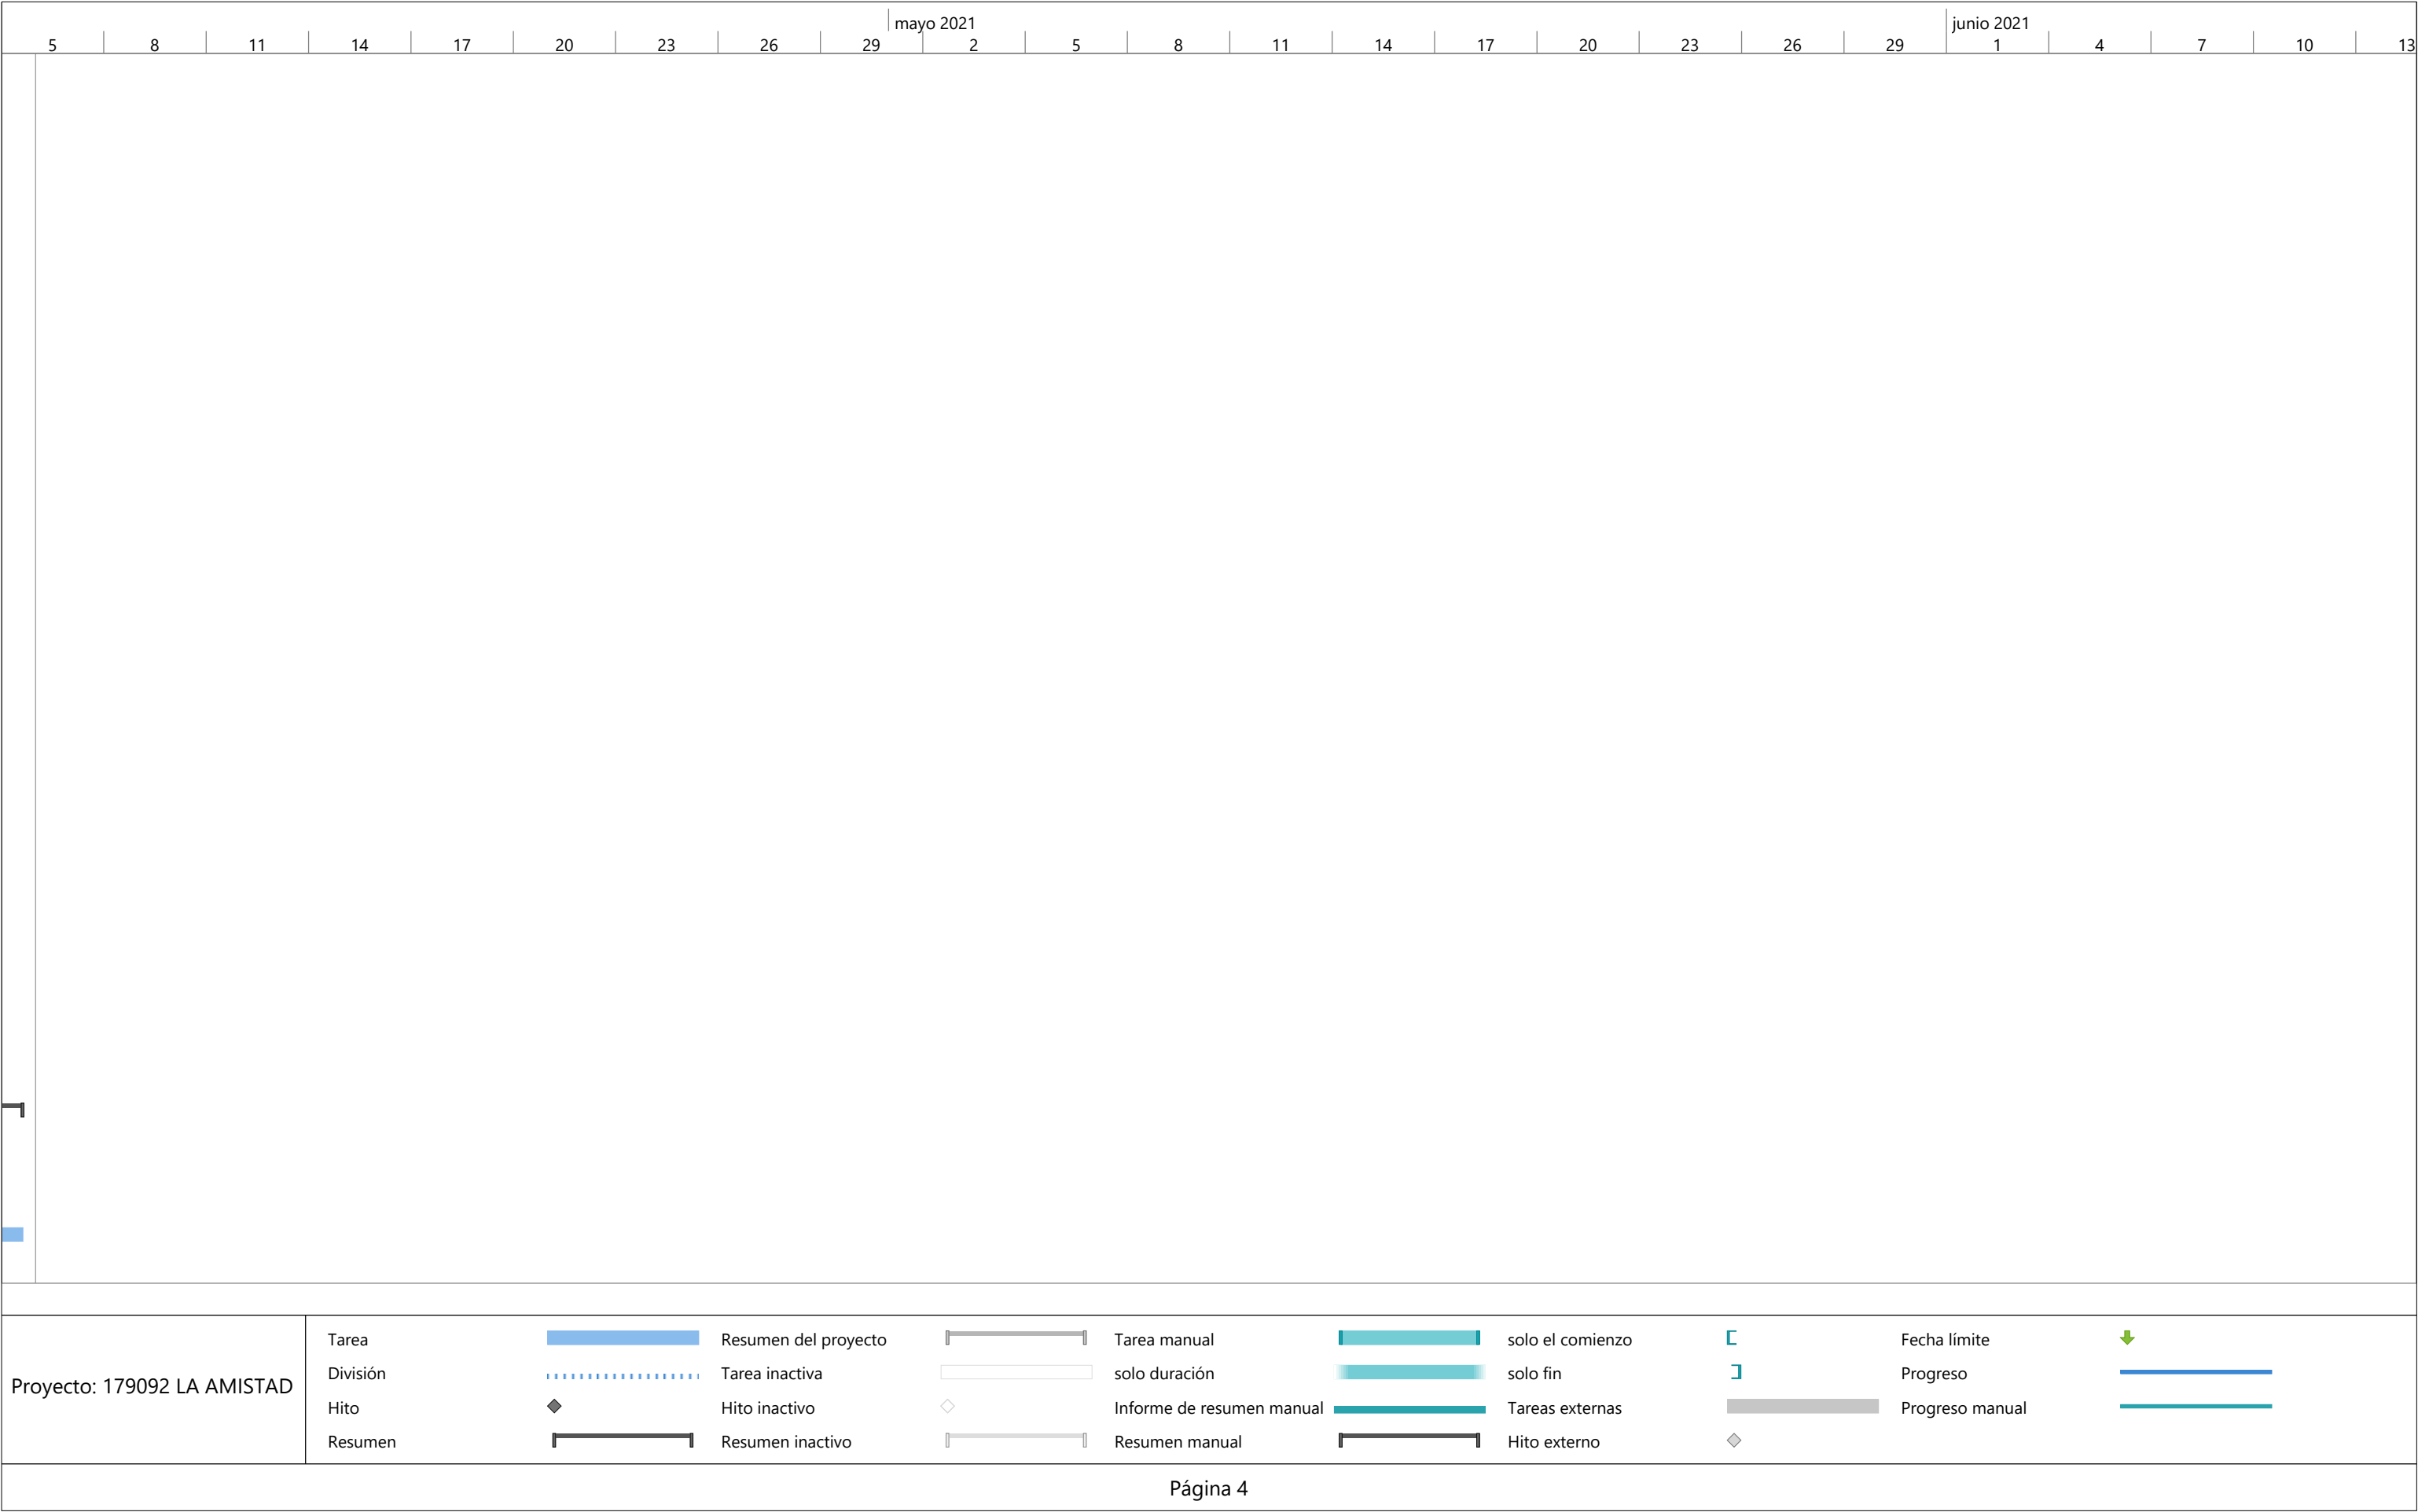 mayo 2021 junio 2021
5 8 11 14 17 20 23 26 29 2 5 8 11 14 17 20 23 26 29 1 4 7 10 13
Proyecto: 179092 LA AMISTAD
Tarea Resumen del proyecto Tarea manual solo el comienzo Fecha límite
División Tarea inactiva solo duración solo fin Progreso
Hito Hito inactivo Informe de resumen manual Tareas externas Progreso manual
Resumen Resumen inactivo Resumen manual Hito externo
Página 4